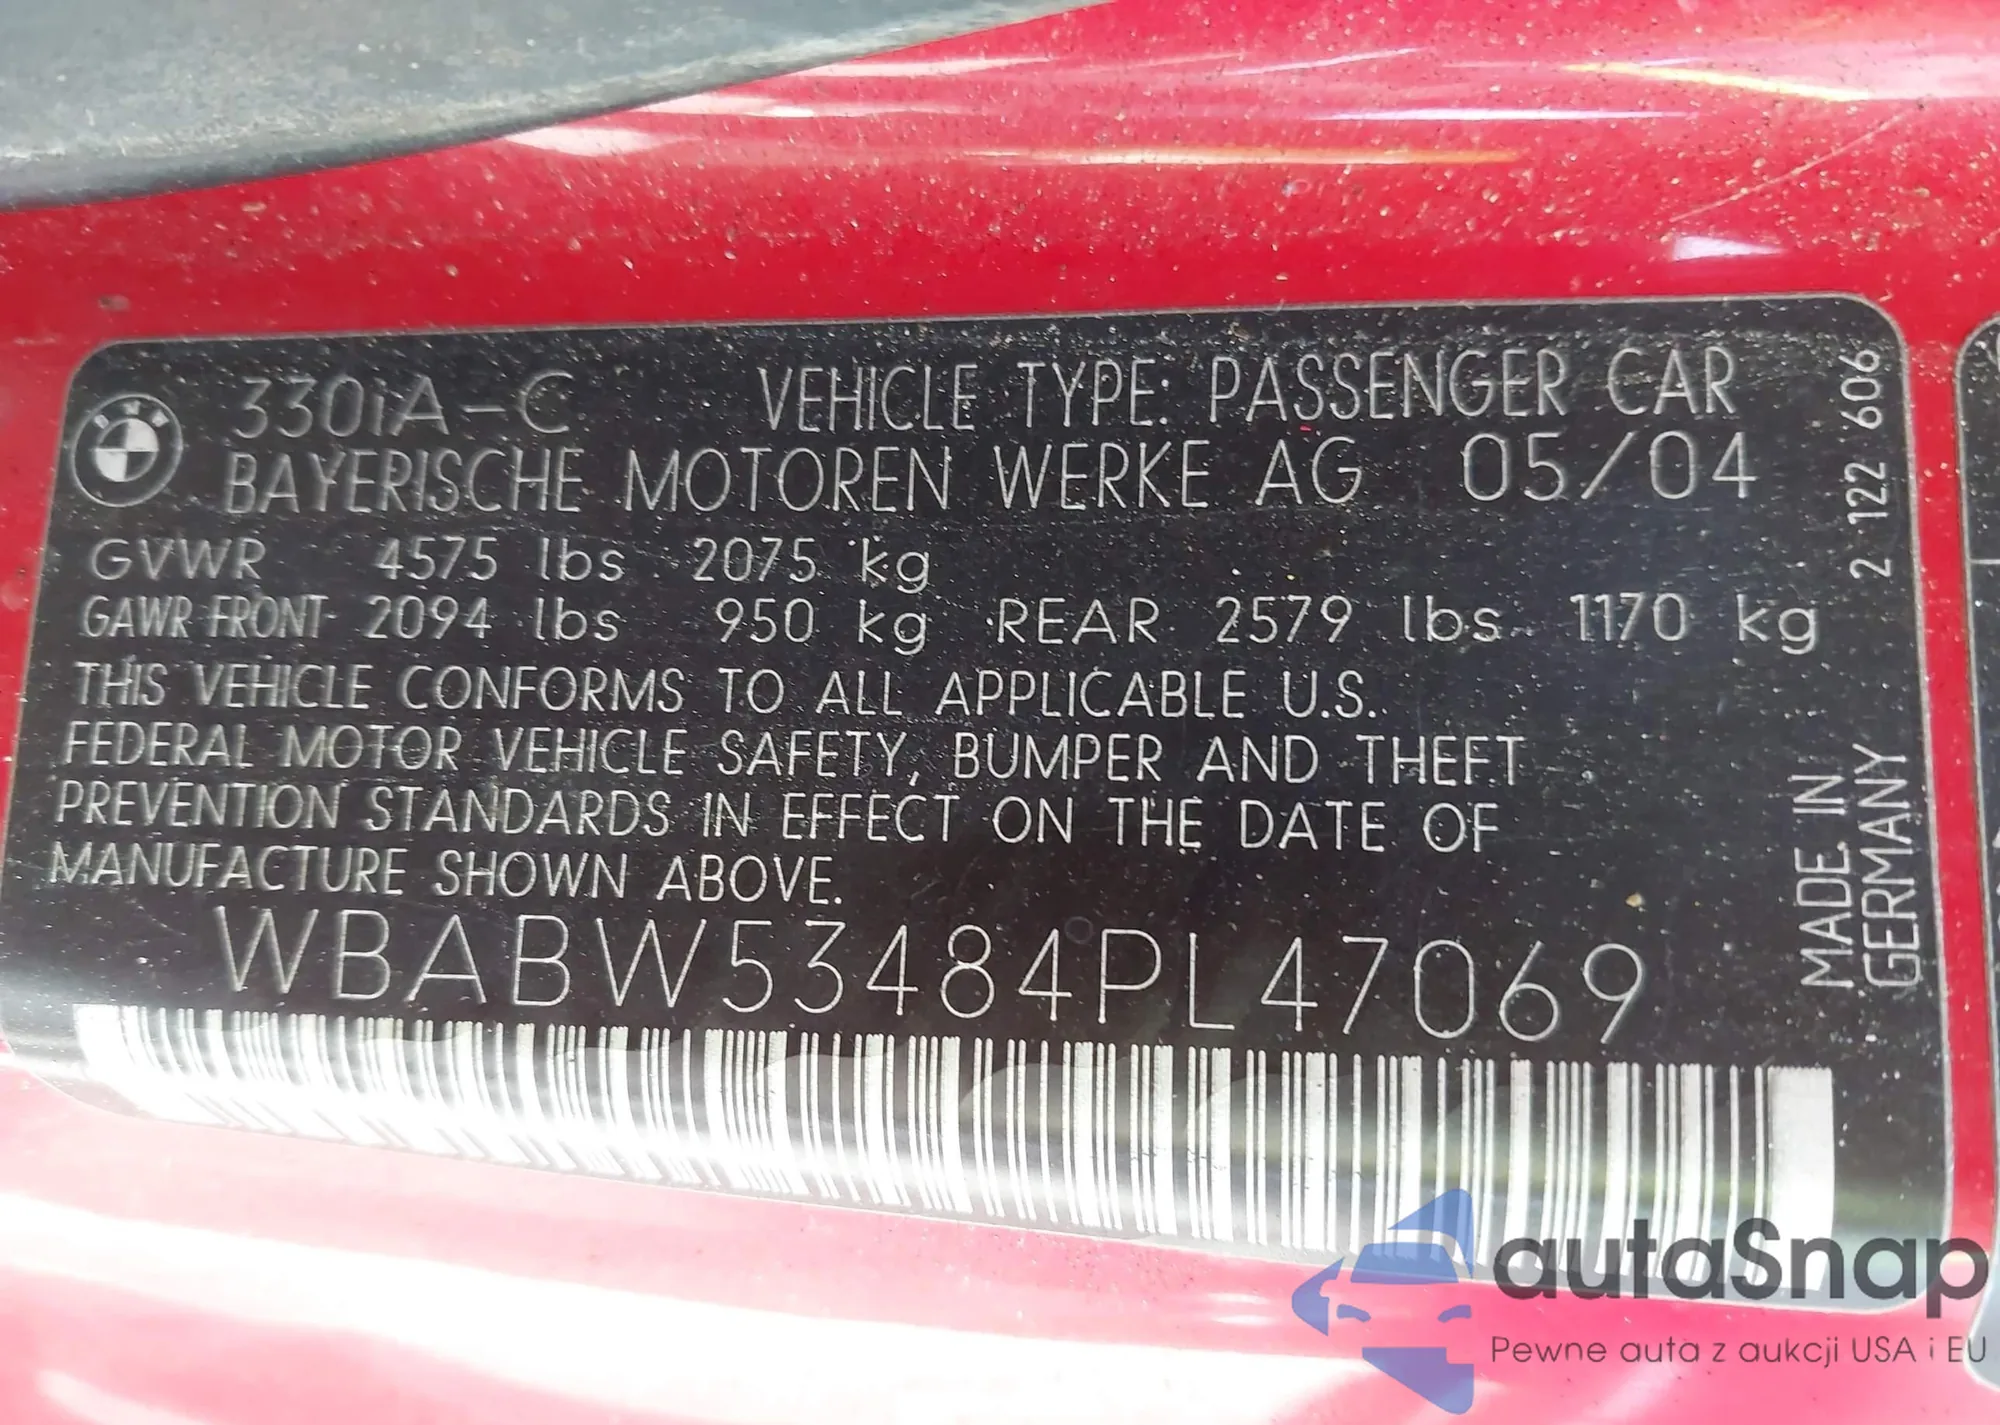 330iA-C VEHICLE TYPE: PASSENGER CAR
BAYERISCHE MOTOREN WERKE AG 05/04
GVWR 4575 lbs 2075 kg
GAWR FRONT 2094 lbs 950 kg REAR 2579 lbs 1170 kg
THIS VEHICLE CONFORMS TO ALL APPLICABLE U.S.
FEDERAL MOTOR VEHICLE SAFETY, BUMPER AND THEFT
PREVENTION STANDARDS IN EFFECT ON THE DATE OF
MANUFACTURE SHOWN ABOVE.
WBABW53484PL47069
2 122 606
MADE IN
GERMANY
autaSnap
Pewne auta z aukcji USA i EU